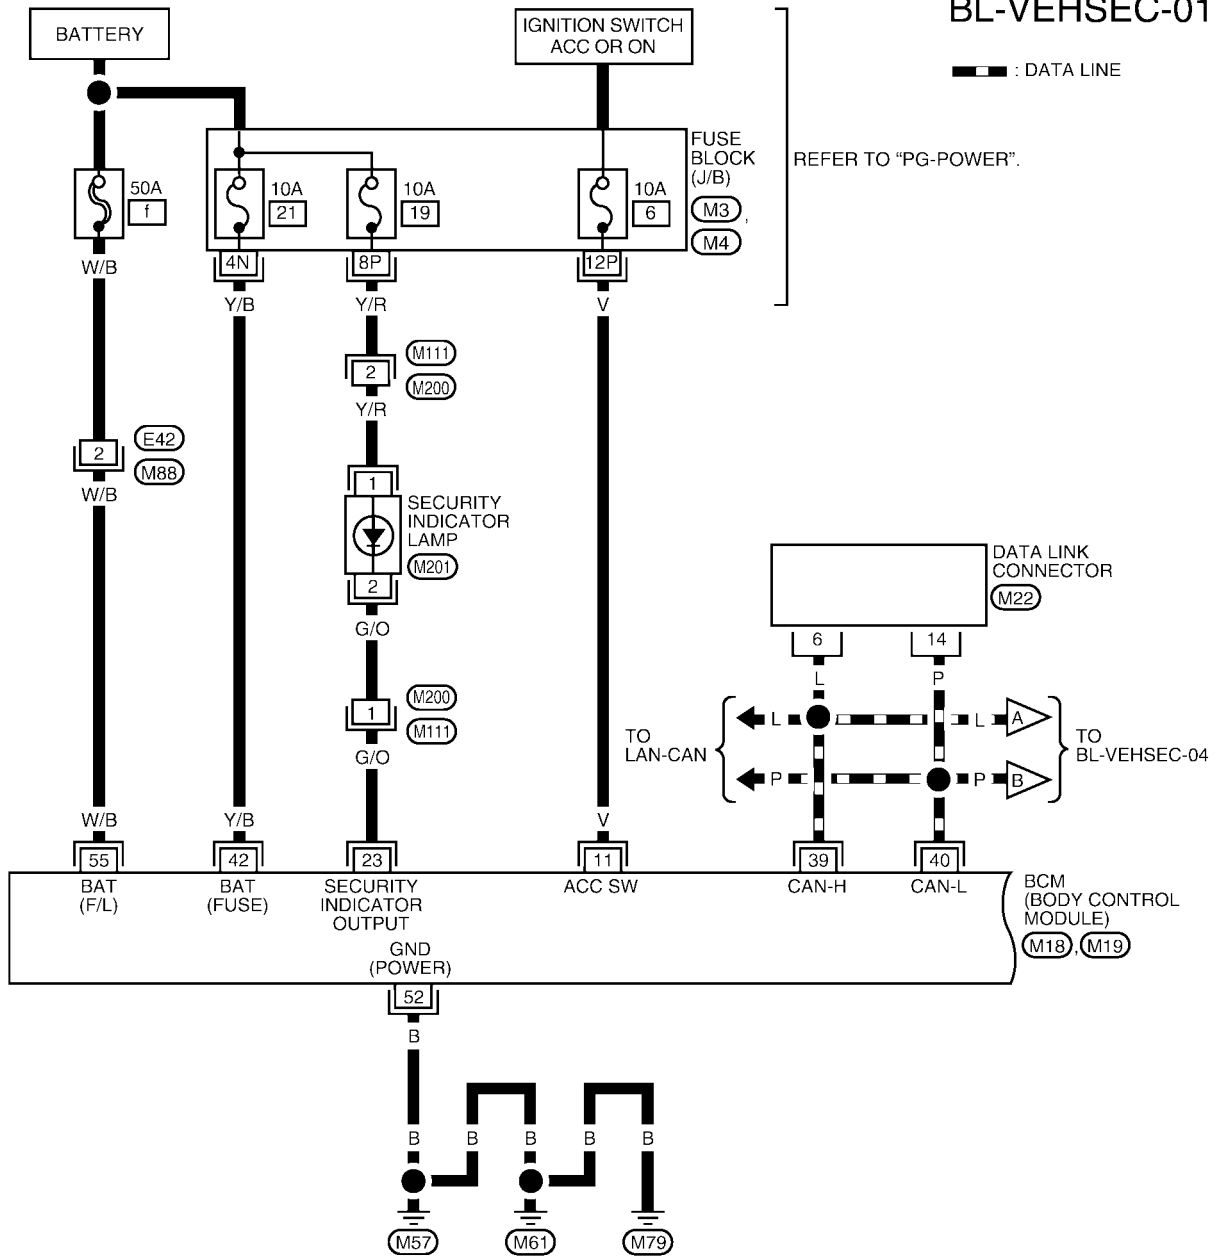 BL-VEHSEC-01
BATTERY
IGNITION SWITCH
ACC OR ON
: DATA LINE
FUSE
BLOCK
(J/B)
M3 ,
M4
REFER TO “PG-POWER”.
50A
f
10A
21
10A
19
10A
6
4N
8P
12P
W/B
Y/B
Y/R
V
2
M111
M200
Y/R
2
E42
M88
W/B
1
SECURITY
INDICATOR
LAMP
M201
2
G/O
DATA LINK
CONNECTOR
M22
6
14
L
P
1
M200
M111
G/O
TO
LAN-CAN
L
L
A
P
P
B
TO
BL-VEHSEC-04
W/B
Y/B
V
55
42
23
11
39
40
BAT
(F/L)
BAT
(FUSE)
SECURITY
INDICATOR
OUTPUT
ACC SW
CAN-H
CAN-L
BCM
(BODY CONTROL
MODULE)
M18 , M19
GND
(POWER)
52
B
B
B
B
B
B
M57
M61
M79